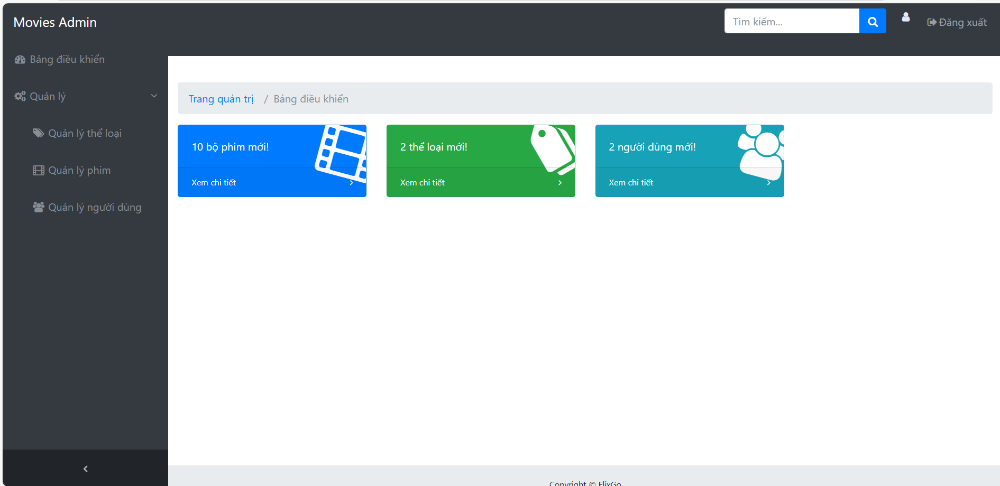 Movies Admin
Tìm kiếm...
Đăng xuất
Bảng điều khiển
Quản lý
Quản lý thể loại
Quản lý phim
Quản lý người dùng
Trang quản trị / Bảng điều khiển
10 bộ phim mới!
Xem chi tiết
2 thể loại mới!
Xem chi tiết
2 người dùng mới!
Xem chi tiết
Copyright © FlixGo